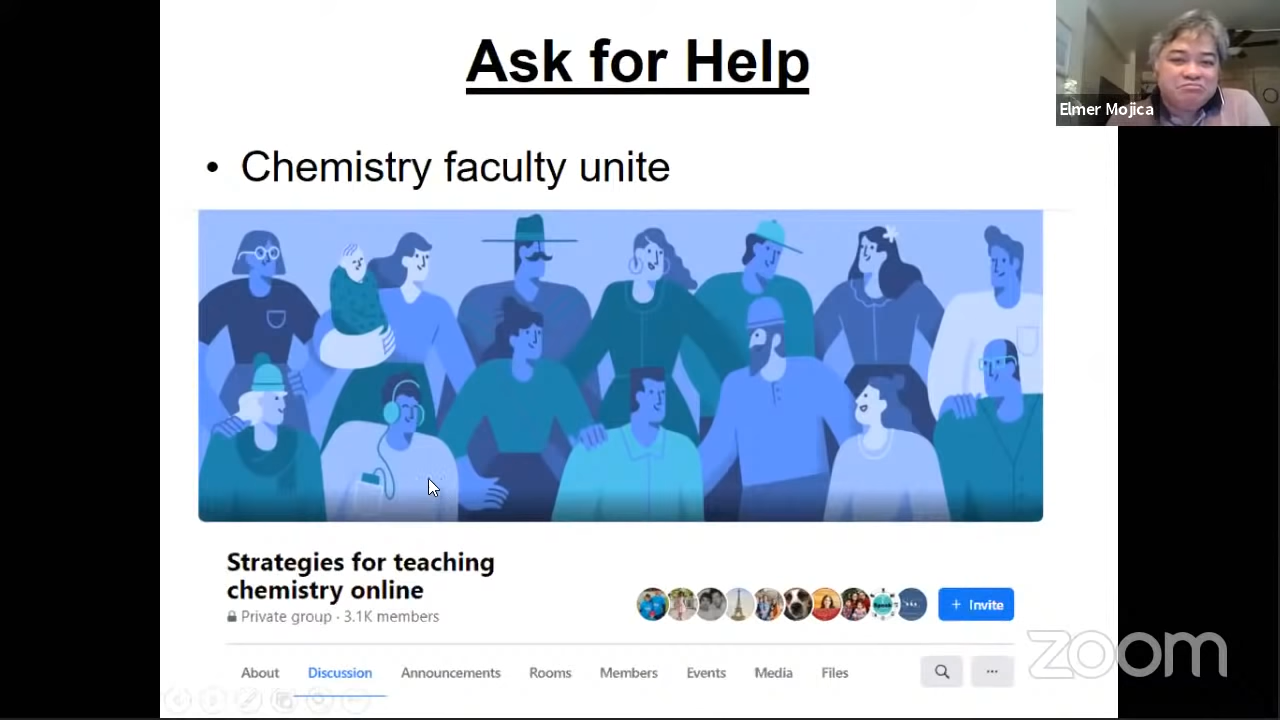 Ask for Help
Elmer Mojica
• Chemistry faculty unite
Strategies for teaching
chemistry online
Private group · 3.1K members
+ Invite
About Discussion Announcements Rooms Members Events Media Files
zoom